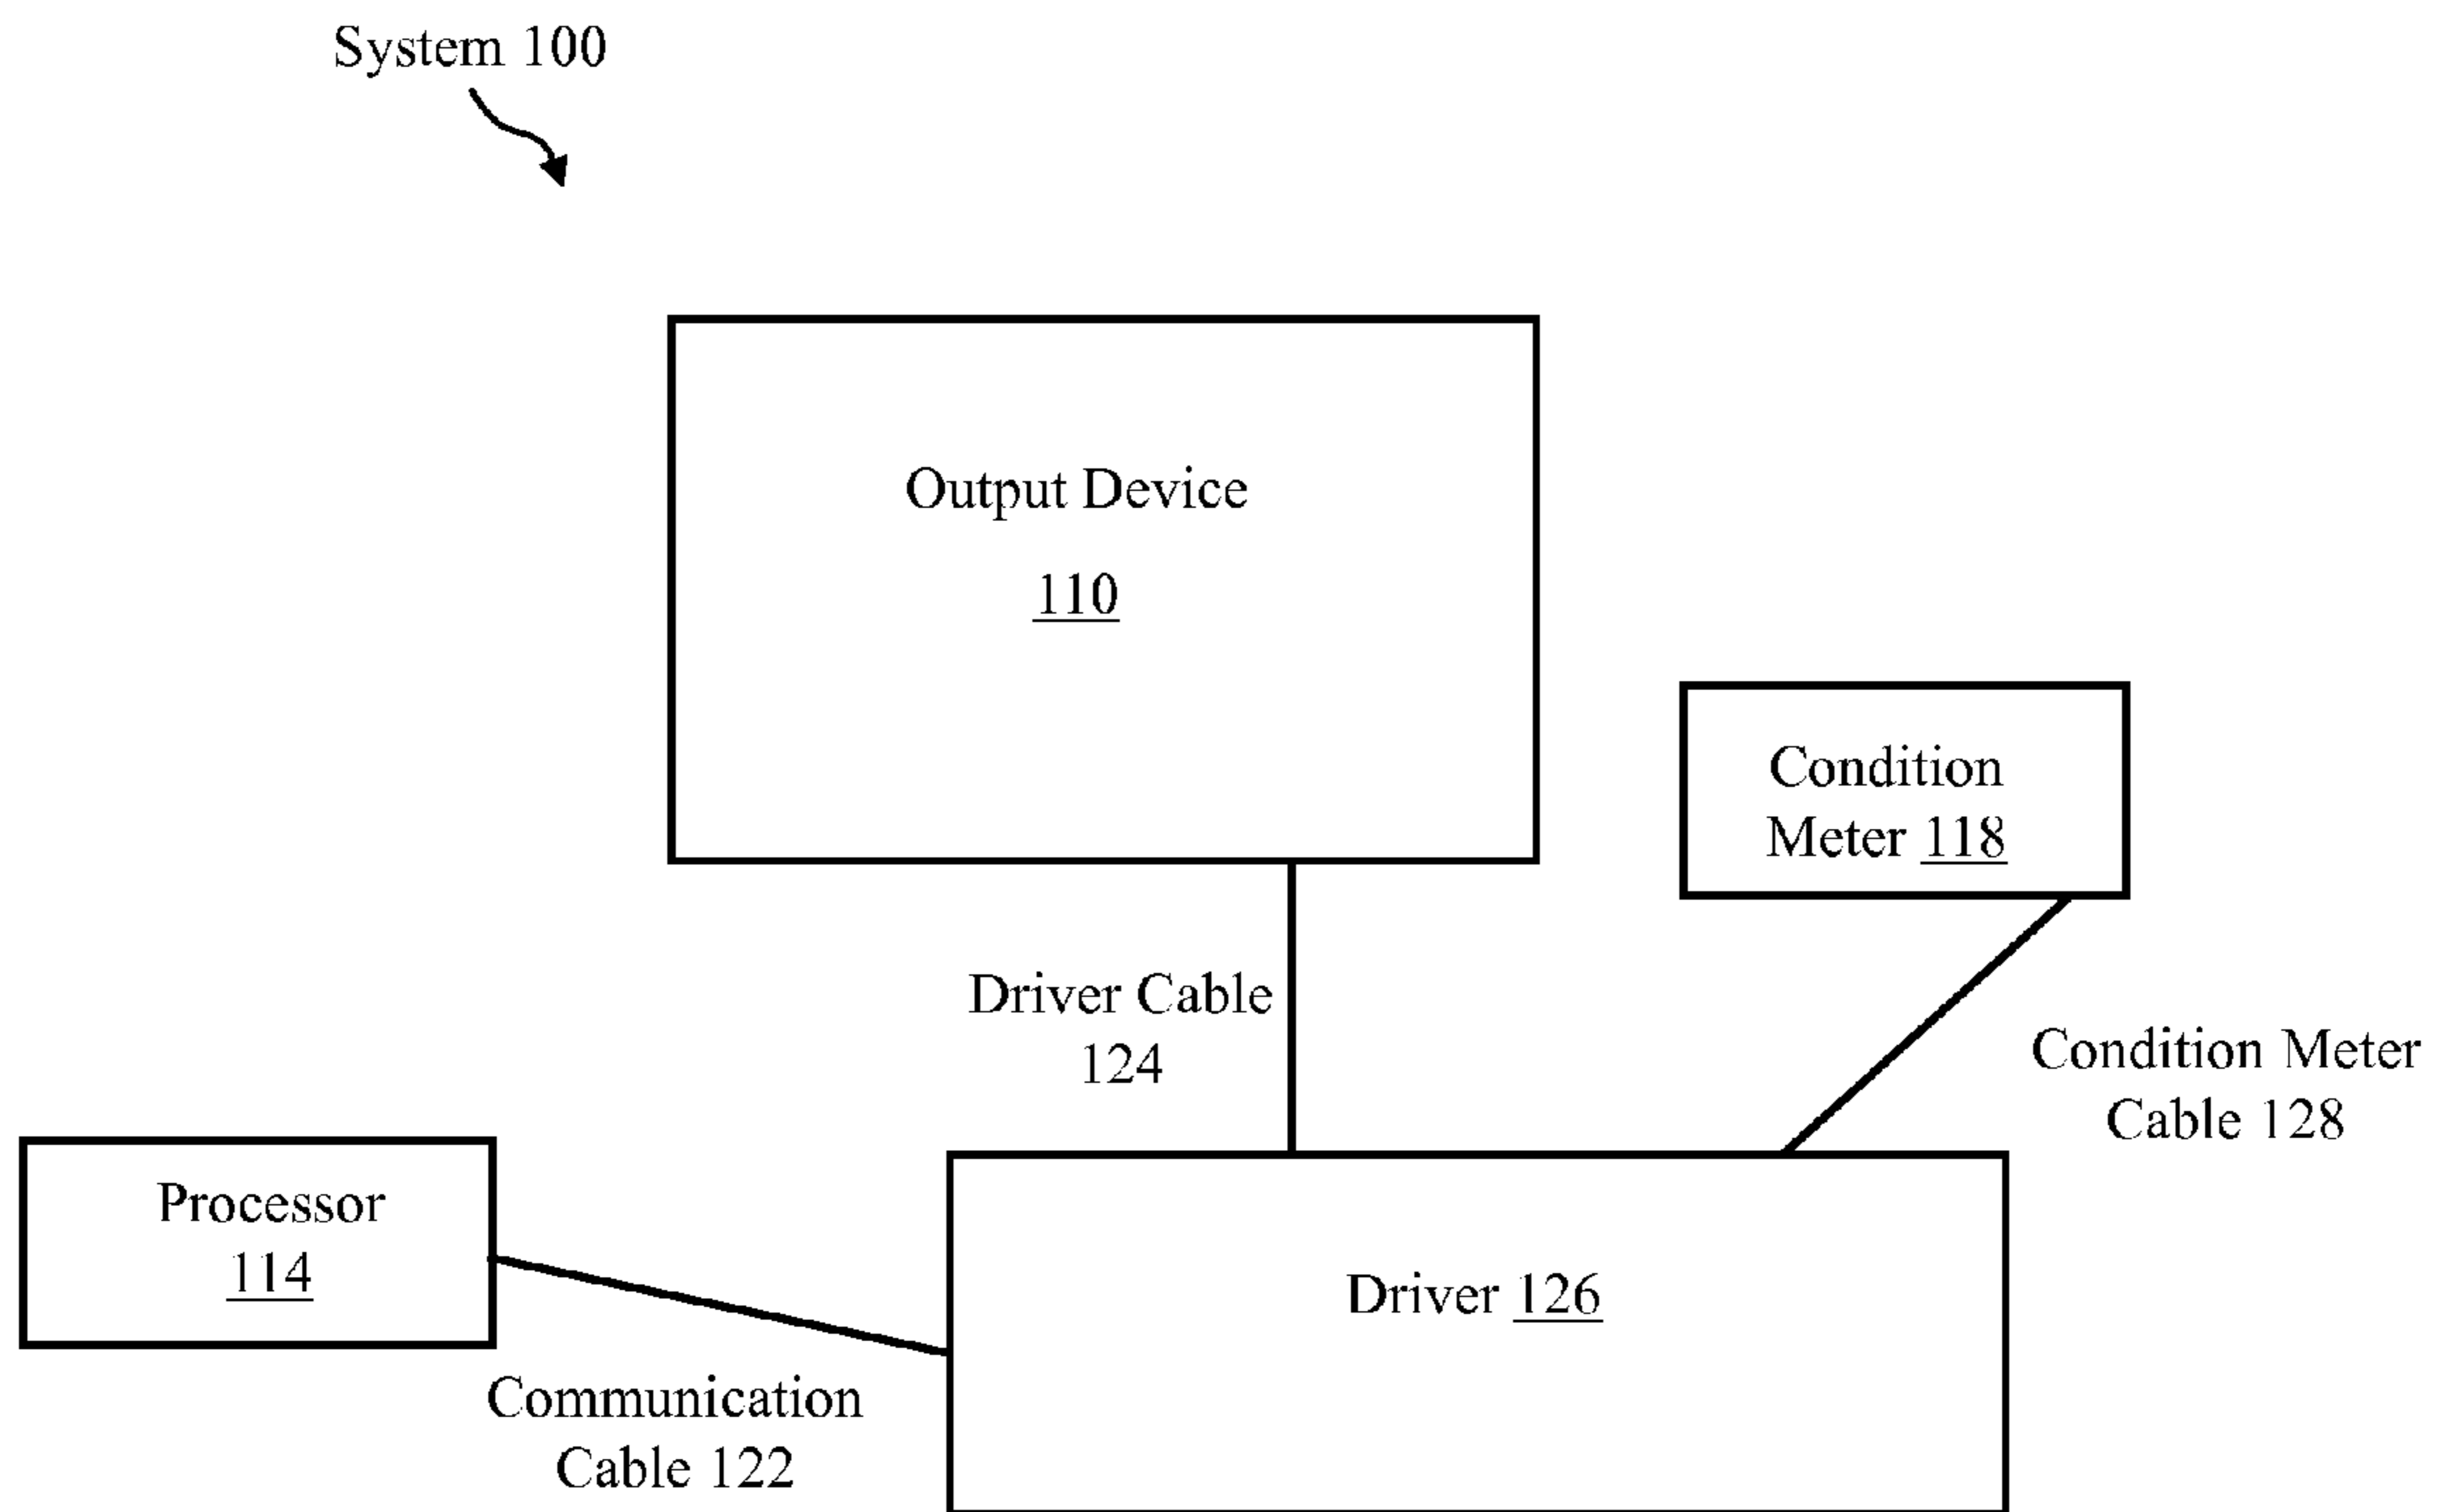 System 100
Output Device
110
Condition
Meter 118
Driver Cable
124
Condition Meter
Cable 128
Processor
114
Driver 126
Communication
Cable 122